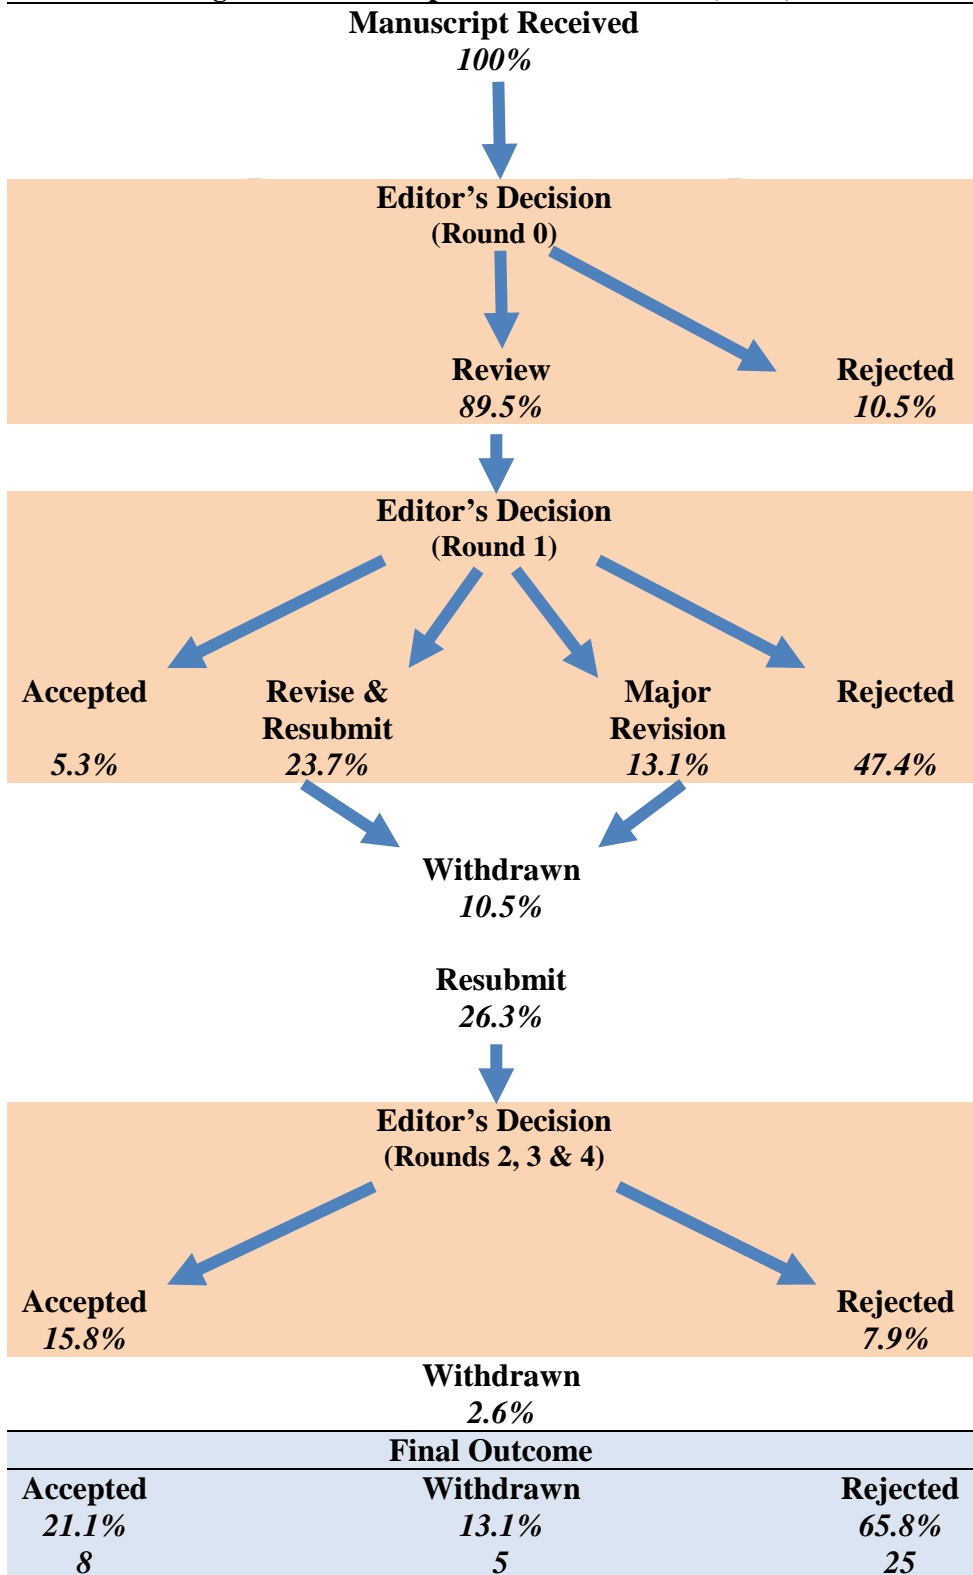 Manuscript Received
100%
Editor’s Decision
(Round 0)
Review Rejected
89.5% 10.5%
Editor’s Decision
(Round 1)
Accepted Revise & Major Rejected
Resubmit Revision
5.3% 23.7% 13.1% 47.4%
Withdrawn
10.5%
Resubmit
26.3%
Editor’s Decision
(Rounds 2, 3 & 4)
Accepted Rejected
15.8% 7.9%
Withdrawn
2.6%
Final Outcome
Accepted Withdrawn Rejected
21.1% 13.1% 65.8%
8 5 25